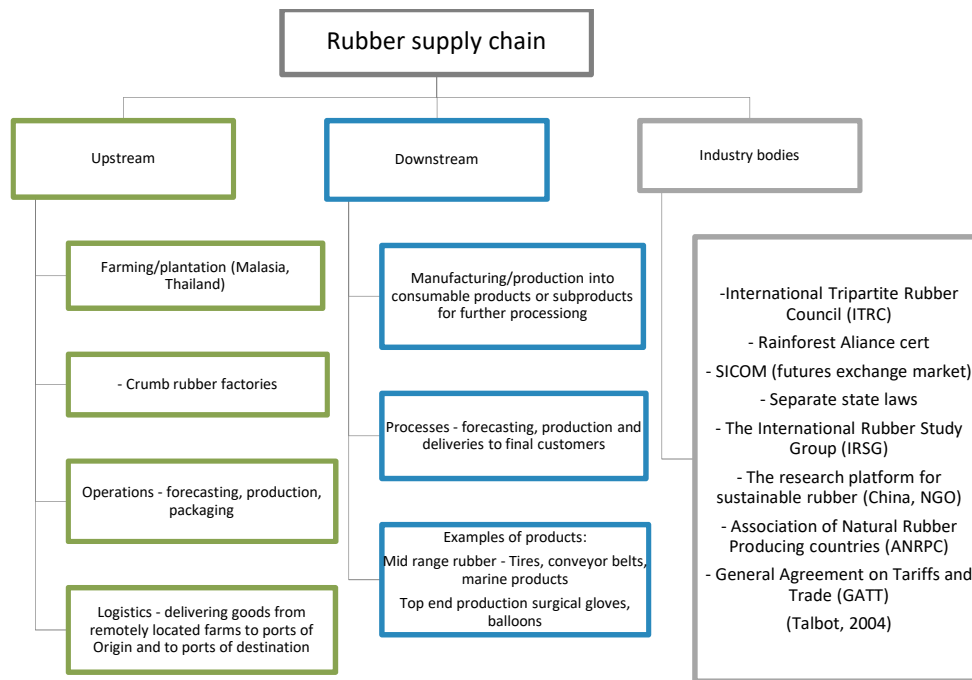 Rubber supply chain
Upstream
Downstream
Industry bodies
Farming/plantation (Malasia,
Thailand)
- Crumb rubber factories
Operations - forecasting, production,
packaging
Logistics - delivering goods from
remotely located farms to ports of
Origin and to ports of destination
Manufacturing/production into
consumable products or subproducts
for further processiong
Processes - forecasting, production and
deliveries to final customers
Examples of products:
Mid range rubber - Tires, conveyor belts,
marine products
Top end production surgical gloves,
balloons
-International Tripartite Rubber
Council (ITRC)
- Rainforest Aliance cert
- SICOM (futures exchange market)
- Separate state laws
- The International Rubber Study
Group (IRSG)
- The research platform for
sustainable rubber (China, NGO)
- Association of Natural Rubber
Producing countries (ANRPC)
- General Agreement on Tariffs and
Trade (GATT)
(Talbot, 2004)